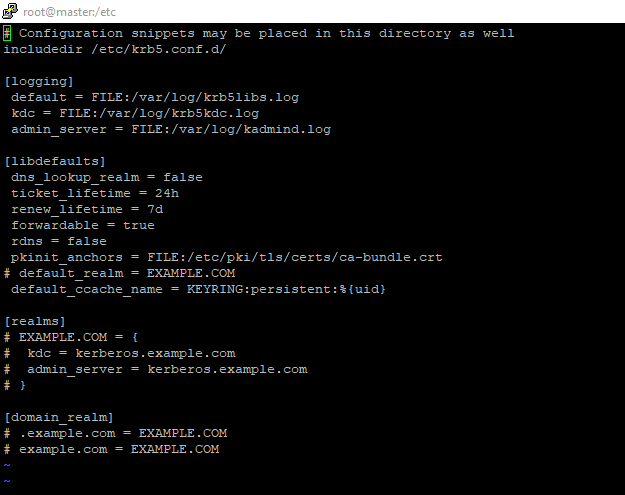 root@master:/etc
# Configuration snippets may be placed in this directory as well
includedir /etc/krb5.conf.d/

[logging]
 default = FILE:/var/log/krb5libs.log
 kdc = FILE:/var/log/krb5kdc.log
 admin_server = FILE:/var/log/kadmind.log

[libdefaults]
 dns_lookup_realm = false
 ticket_lifetime = 24h
 renew_lifetime = 7d
 forwardable = true
 rdns = false
 pkinit_anchors = FILE:/etc/pki/tls/certs/ca-bundle.crt
# default_realm = EXAMPLE.COM
 default_ccache_name = KEYRING:persistent:%{uid}

[realms]
# EXAMPLE.COM = {
#  kdc = kerberos.example.com
#  admin_server = kerberos.example.com
# }

[domain_realm]
# .example.com = EXAMPLE.COM
# example.com = EXAMPLE.COM
~
~